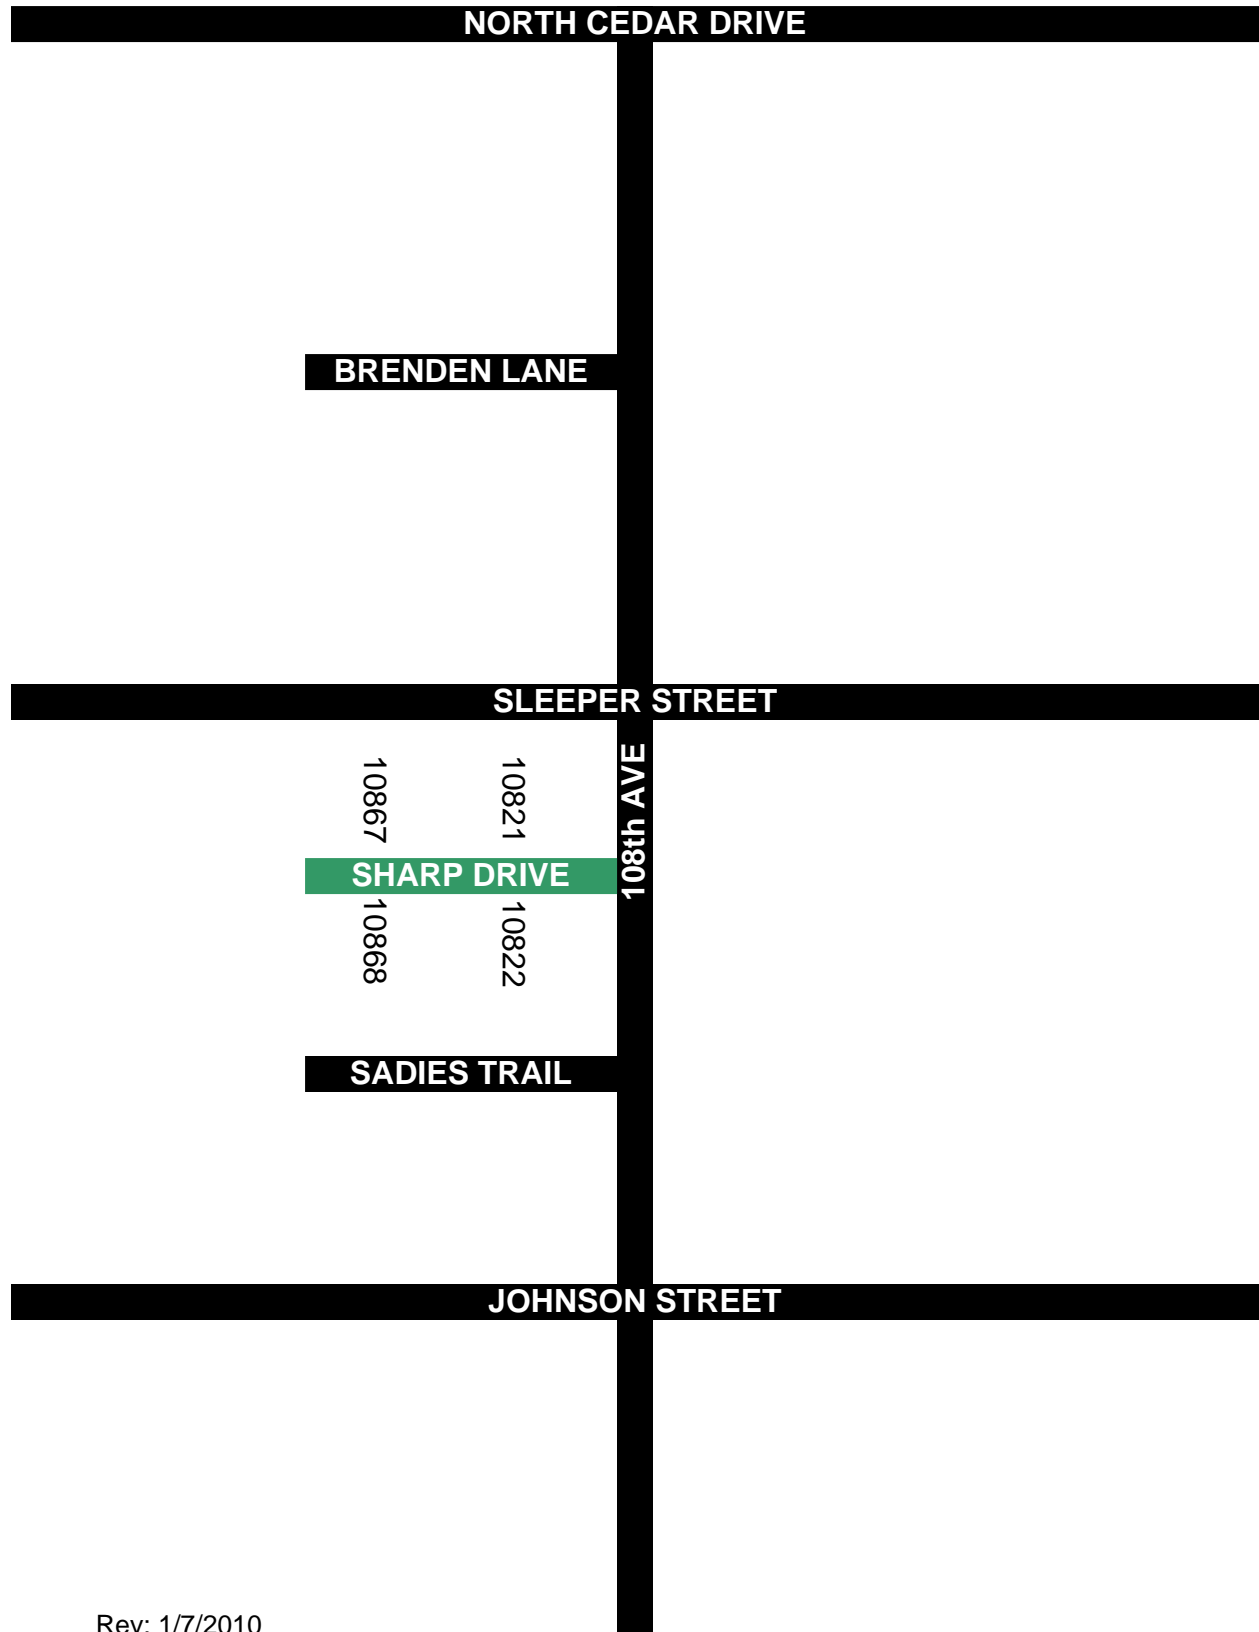 NORTH CEDAR DRIVE
BRENDEN LANE
SLEEPER STREET
108th AVE
10867
10821
SHARP DRIVE
10868
10822
SADIES TRAIL
JOHNSON STREET
Rev: 1/7/2010